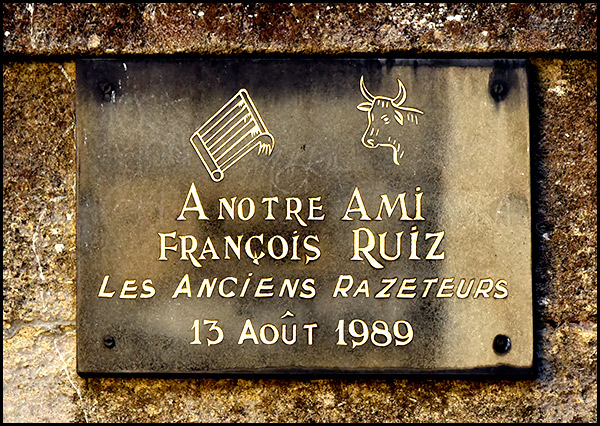 A NOTRE AMI
FRANÇOIS RUIZ
LES ANCIENS RAZETEURS
13 AOÛT 1989